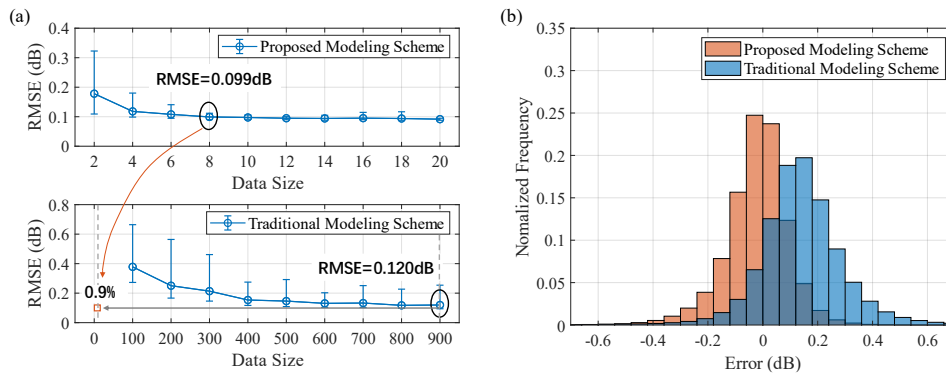 (a)
0.4
0.3
0.2
0.1
0
RMSE (dB)
Proposed Modeling Scheme
RMSE=0.099dB
2 4 6 8 10 12 14 16 18 20
Data Size
0.8
0.6
0.4
0.2
0
RMSE (dB)
Traditional Modeling Scheme
RMSE=0.120dB
0.9%
0 100 200 300 400 500 600 700 800 900
Data Size
(b)
0.35
0.3
0.25
0.2
0.15
0.1
0.05
0
Nomalized Frequency
Proposed Modeling Scheme
Traditional Modeling Scheme
-0.6 -0.4 -0.2 0 0.2 0.4 0.6
Error (dB)